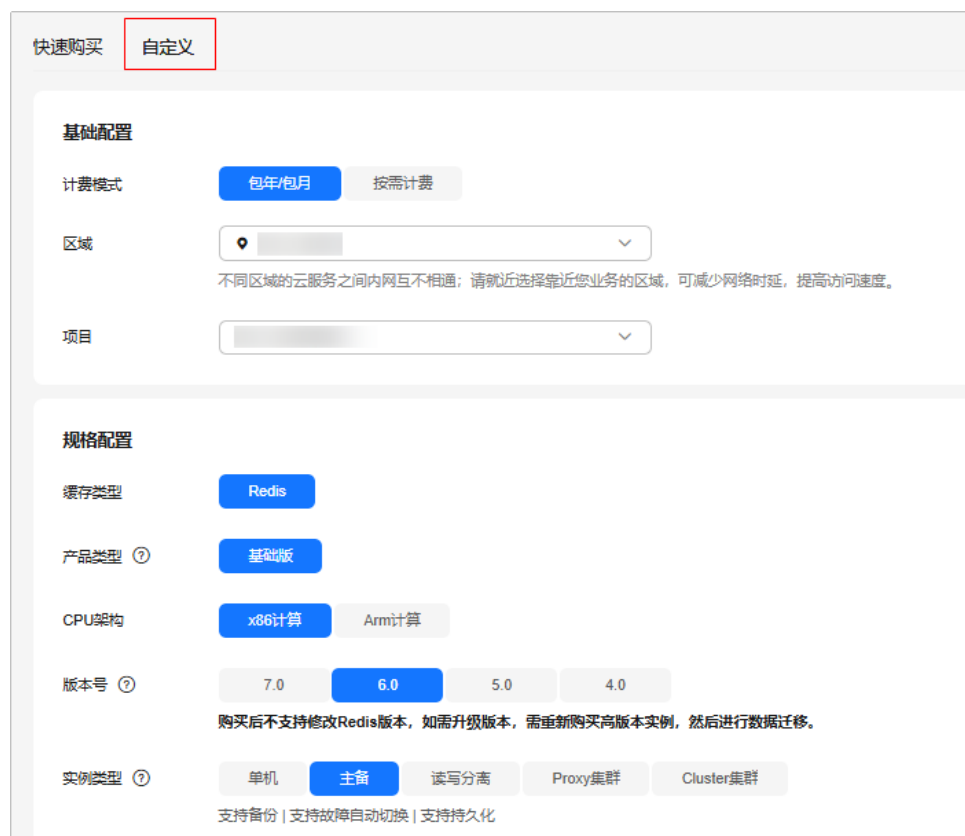 快速购买 自定义
基础配置
计费模式 包年/包月 按需计费
区域
不同区域的云服务之间内网互不相通；请就近选择靠近您业务的区域，可减少网络时延，提高访问速度。
项目
规格配置
缓存类型 Redis
产品类型 ? 基础版
CPU架构 x86计算 Arm计算
版本号 ? 7.0 6.0 5.0 4.0
购买后不支持修改Redis版本，如需升级版本，需重新购买高版本实例，然后进行数据迁移。
实例类型 ? 单机 主备 读写分离 Proxy集群 Cluster集群
支持备份 | 支持故障自动切换 | 支持持久化